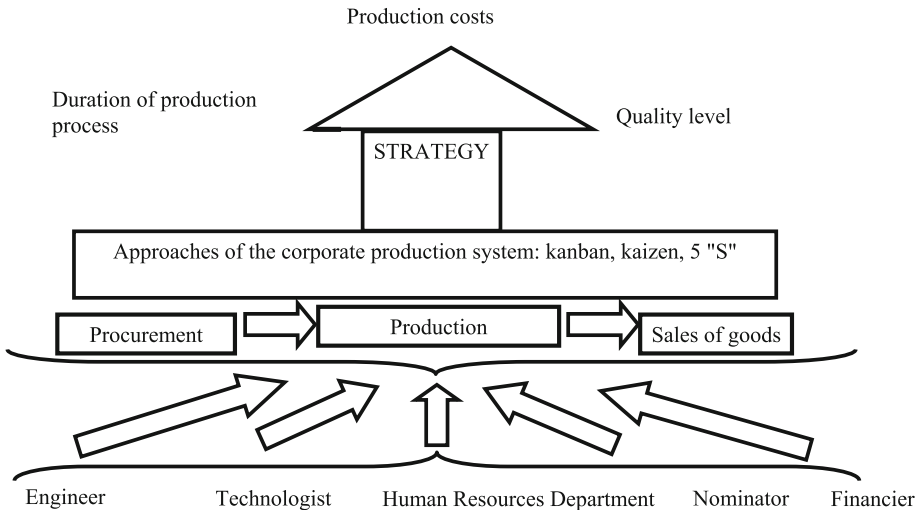 Production costs
Duration of production
process
Quality level
STRATEGY
Approaches of the corporate production system: kanban, kaizen, 5 "S"
Procurement
Production
Sales of goods
Engineer
Technologist
Human Resources Department
Nominator
Financier